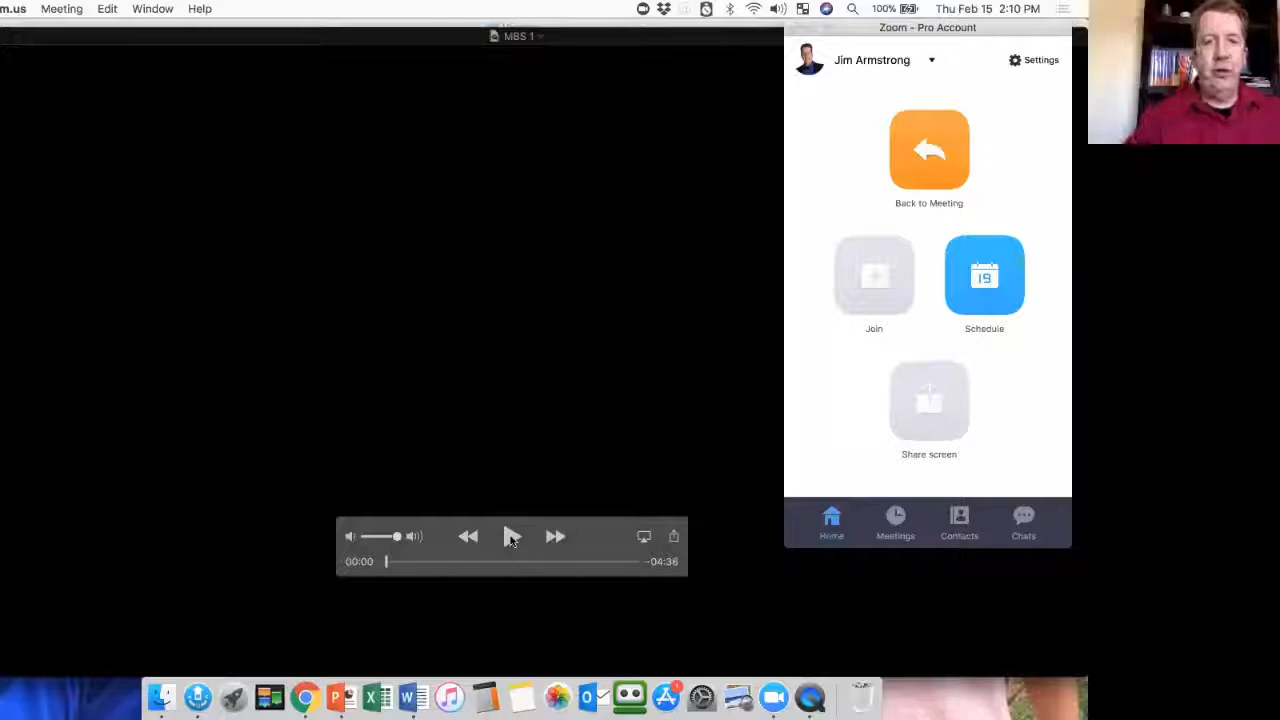 m.us Meeting Edit Window Help 100% Thu Feb 15 2:10 PM
MBS 1
Zoom - Pro Account
Jim Armstrong Settings
Back to Meeting
19
Join Schedule
Share screen
Home Meetings Contacts Chats
00:00 -04:36